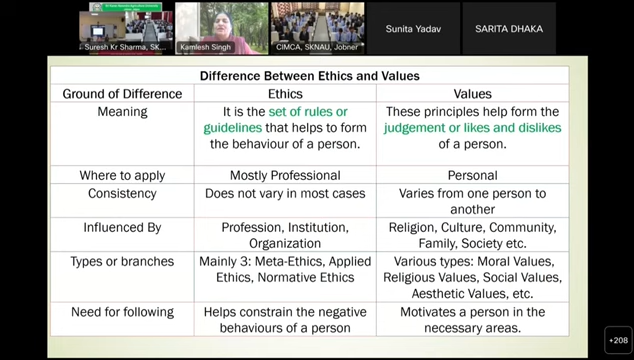 Suresh Kr Sharma, SK...
Kamlesh Singh
CIMCA, SKNAU, Jobner
Sunita Yadav
SARITA DHAKA
Difference Between Ethics and Values
Ground of Difference
Ethics
Values
Meaning
It is the set of rules or
guidelines that helps to form
the behaviour of a person.
These principles help form the
judgement or likes and dislikes
of a person.
Where to apply
Mostly Professional
Personal
Consistency
Does not vary in most cases
Varies from one person to
another
Influenced By
Profession, Institution,
Organization
Religion, Culture, Community,
Family, Society etc.
Types or branches
Mainly 3: Meta-Ethics, Applied
Ethics, Normative Ethics
Various types: Moral Values,
Religious Values, Social Values,
Aesthetic Values, etc.
Need for following
Helps constrain the negative
behaviours of a person
Motivates a person in the
necessary areas.
+208